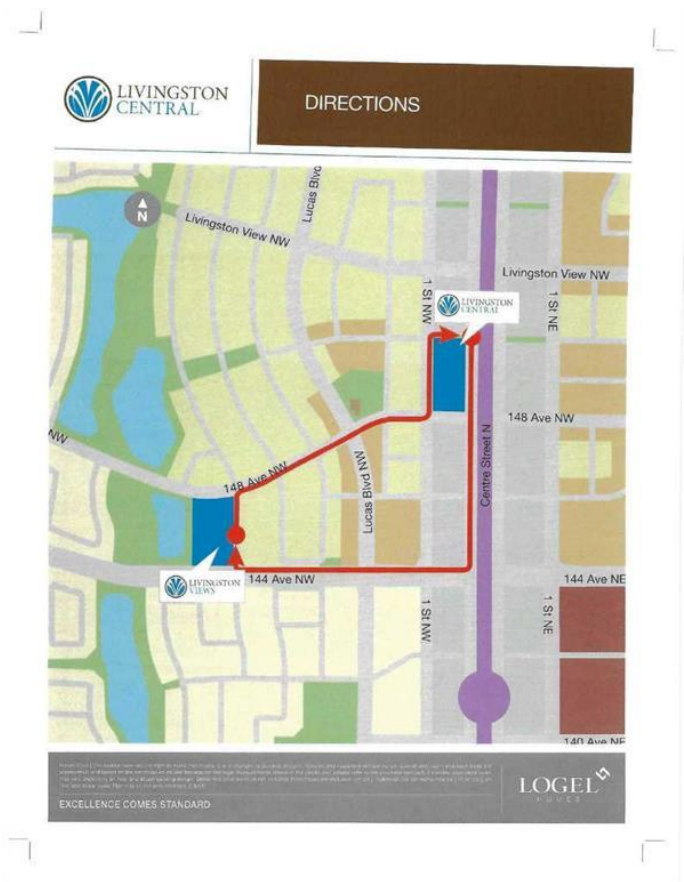 LIVINGSTON
CENTRAL
DIRECTIONS
N
Livingston View NW
Lucas Blvd
Livingston View NW
1 St NW
LIVINGSTON
CENTRAL
1 St NE
148 Ave NW
NW
148 Ave NW
Lucas Blvd NW
Centre Street N
LIVINGSTON
VIEWS
144 Ave NW
144 Ave NE
1 St NW
1 St NE
140 Ave NE
EXCELLENCE COMES STANDARD
LOGEL
HOMES